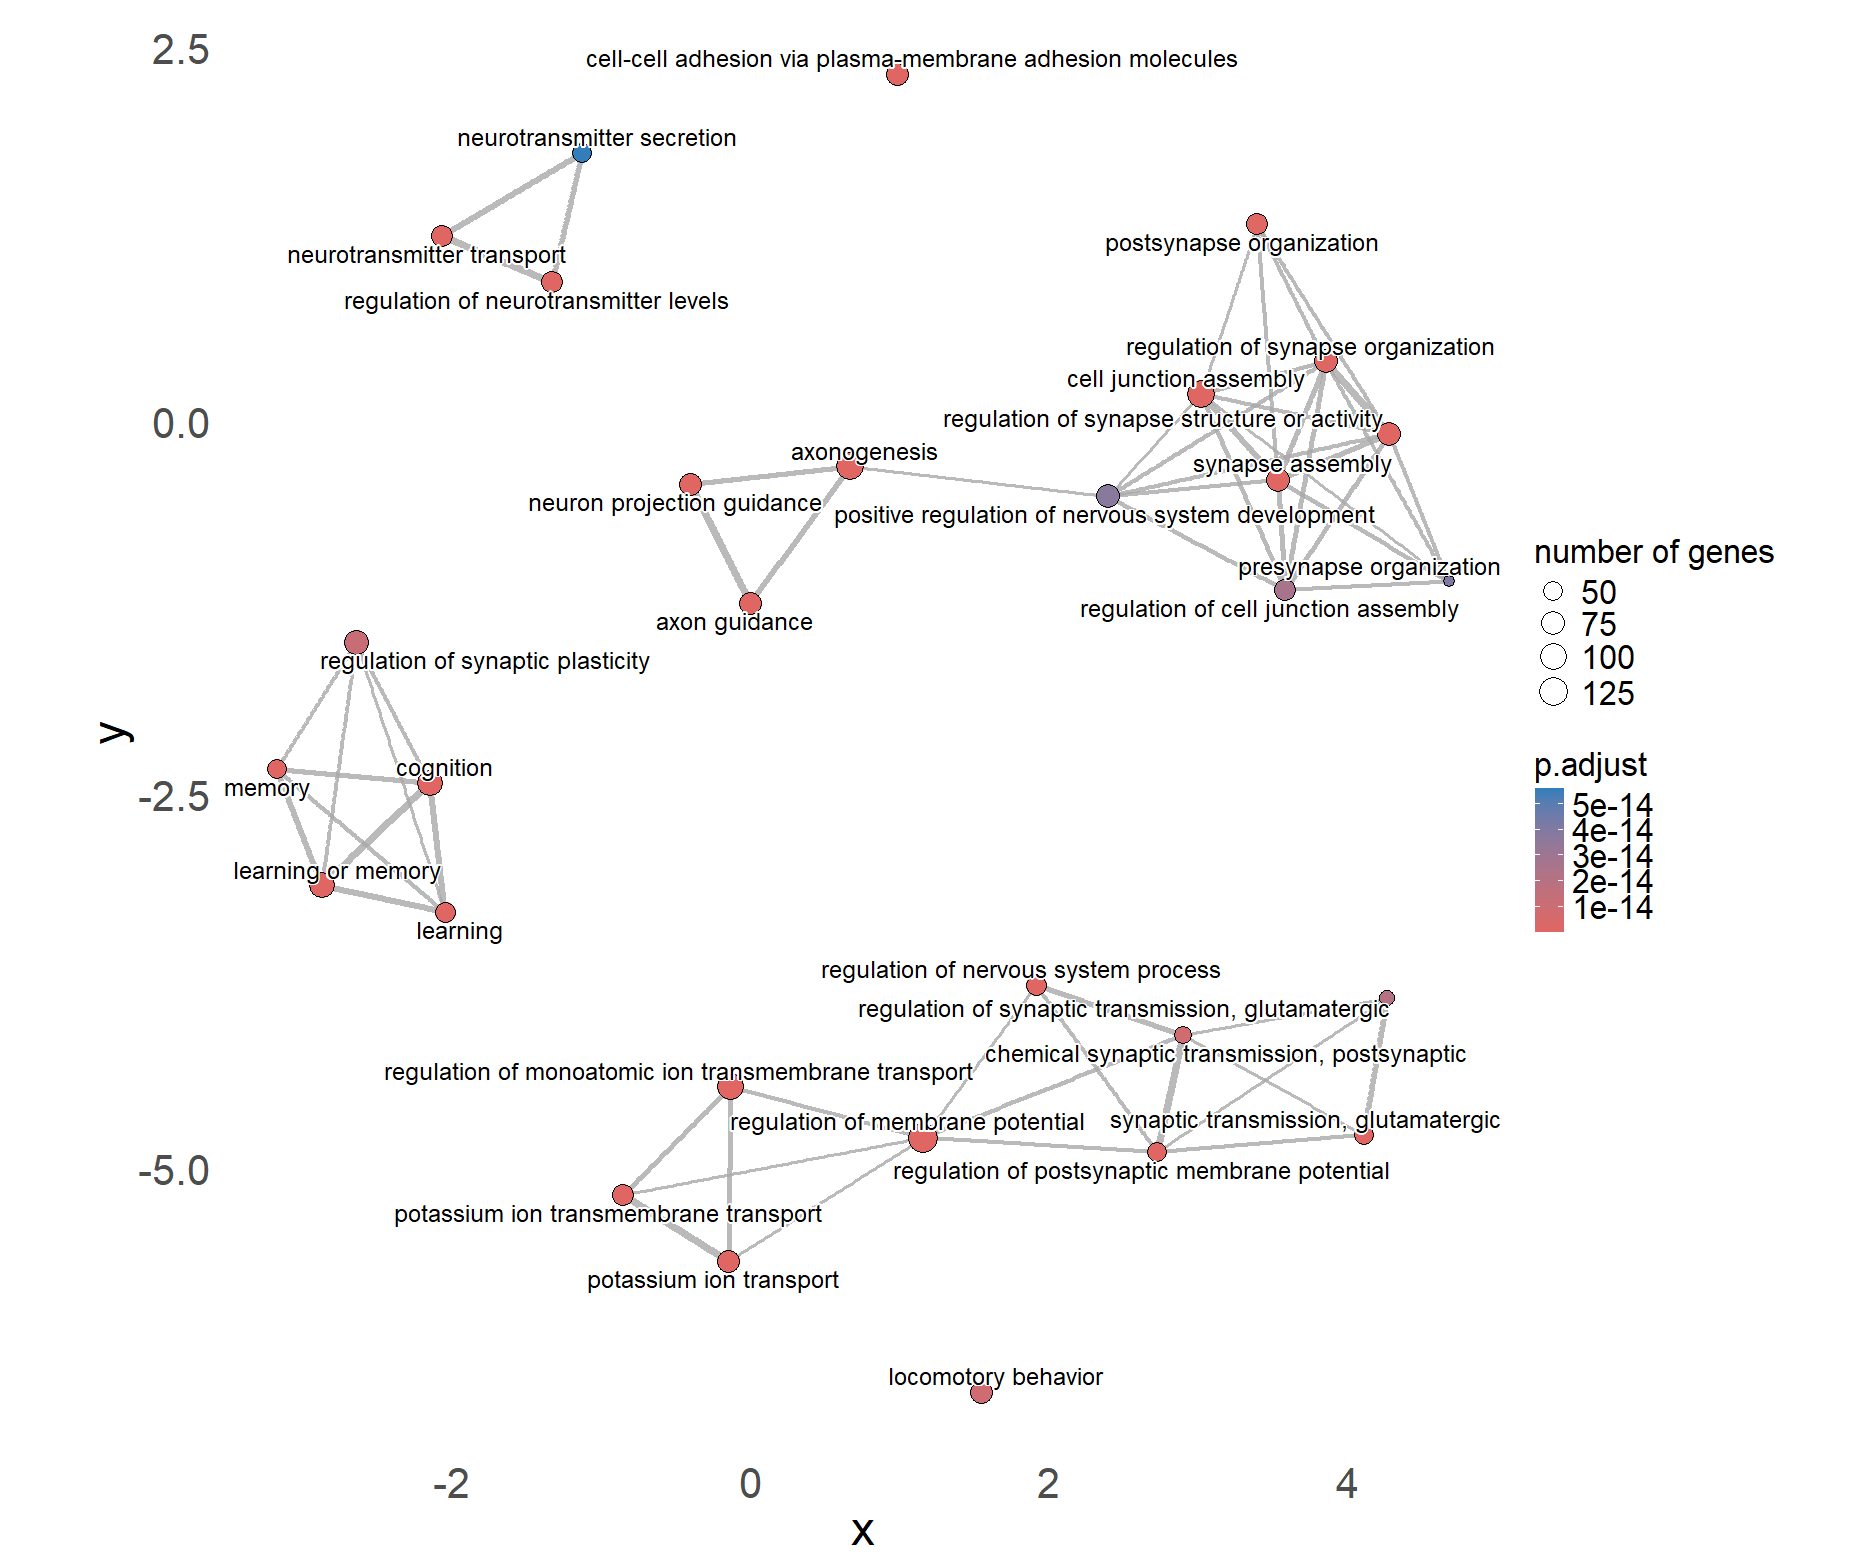 2.5
cell-cell adhesion via plasma-membrane adhesion molecules
neurotransmitter secretion
neurotransmitter transport
regulation of neurotransmitter levels
postsynapse organization
regulation of synapse organization
cell junction assembly
0.0
regulation of synapse structure or activity
axonogenesis
synapse assembly
neuron projection guidance
positive regulation of nervous system development
presynapse organization
regulation of cell junction assembly
axon guidance
number of genes
50
75
100
125
regulation of synaptic plasticity
y
cognition
memory
-2.5
learning or memory
learning
p.adjust
5e-14
4e-14
3e-14
2e-14
1e-14
regulation of nervous system process
regulation of synaptic transmission, glutamatergic
chemical synaptic transmission, postsynaptic
regulation of monoatomic ion transmembrane transport
regulation of membrane potential
synaptic transmission, glutamatergic
-5.0
regulation of postsynaptic membrane potential
potassium ion transmembrane transport
potassium ion transport
locomotory behavior
-2
0
2
4
x